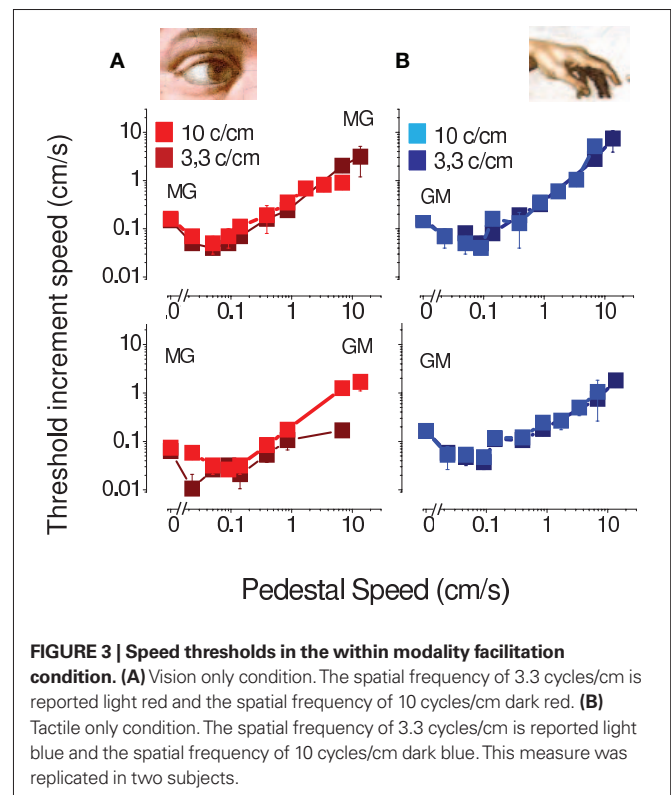 A
B
10 c/cm
3,3 c/cm
MG
MG
10
1
0.1
0.01
0
//
0.1
1
10
10 c/cm
3,3 c/cm
MG
GM
0
//
0.1
1
10
MG
GM
10
1
0.1
0.01
0
//
0.1
1
10
GM
0
//
0.1
1
10
Threshold increment speed (cm/s)
Pedestal Speed (cm/s)
FIGURE 3 | Speed thresholds in the within modality facilitation
condition. (A) Vision only condition. The spatial frequency of 3.3 cycles/cm is
reported light red and the spatial frequency of 10 cycles/cm dark red. (B)
Tactile only condition. The spatial frequency of 3.3 cycles/cm is reported light
blue and the spatial frequency of 10 cycles/cm dark blue. This measure was
replicated in two subjects.